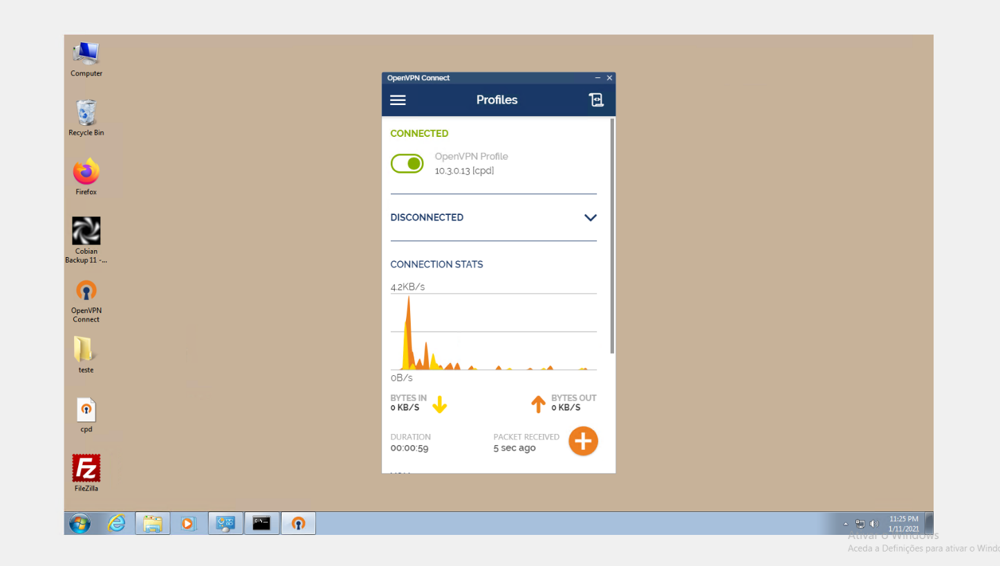 Computer
Recycle Bin
Firefox
Cobian
Backup 11 -...
OpenVPN
Connect
teste
cpd
FileZilla
OpenVPN Connect
Profiles
CONNECTED
OpenVPN Profile
10.3.0.13 [cpd]
DISCONNECTED
CONNECTION STATS
4.2KB/s
0B/s
BYTES IN
0 KB/S
BYTES OUT
0 KB/S
DURATION
00:00:59
PACKET RECEIVED
5 sec ago
C:\
11:25 PM
1/11/2021
Ativar o Windows
Aceda a Definições para ativar o Windo